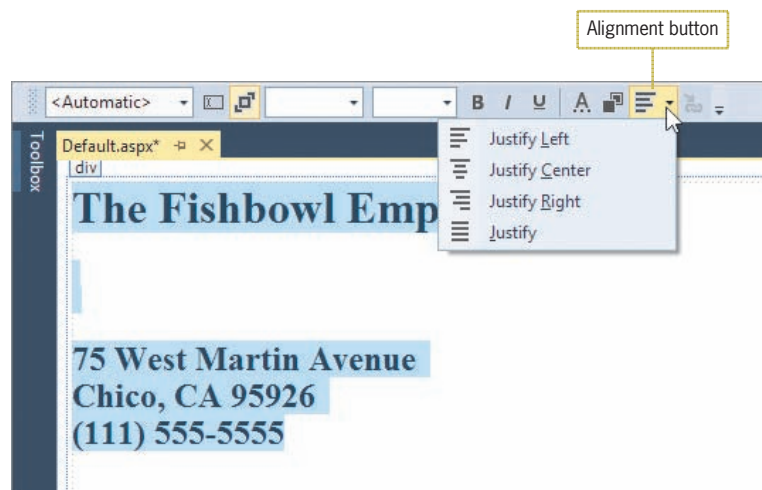 Alignment button
<Automatic>
B I U A
Toolbox
Default.aspx*
div
Justify Left
Justify Center
Justify Right
Justify
The Fishbowl Emp
75 West Martin Avenue
Chico, CA 95926
(111) 555-5555